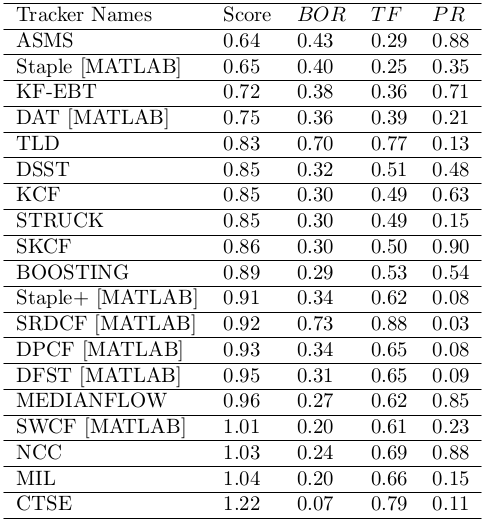 Tracker Names Score BOR TF PR
ASMS 0.64 0.43 0.29 0.88
Staple [MATLAB] 0.65 0.40 0.25 0.35
KF-EBT 0.72 0.38 0.36 0.71
DAT [MATLAB] 0.75 0.36 0.39 0.21
TLD 0.83 0.70 0.77 0.13
DSST 0.85 0.32 0.51 0.48
KCF 0.85 0.30 0.49 0.63
STRUCK 0.85 0.30 0.49 0.15
SKCF 0.86 0.30 0.50 0.90
BOOSTING 0.89 0.29 0.53 0.54
Staple+ [MATLAB] 0.91 0.34 0.62 0.08
SRDCF [MATLAB] 0.92 0.73 0.88 0.03
DPCF [MATLAB] 0.93 0.34 0.65 0.08
DFST [MATLAB] 0.95 0.31 0.65 0.09
MEDIANFLOW 0.96 0.27 0.62 0.85
SWCF [MATLAB] 1.01 0.20 0.61 0.23
NCC 1.03 0.24 0.69 0.88
MIL 1.04 0.20 0.66 0.15
CTSE 1.22 0.07 0.79 0.11